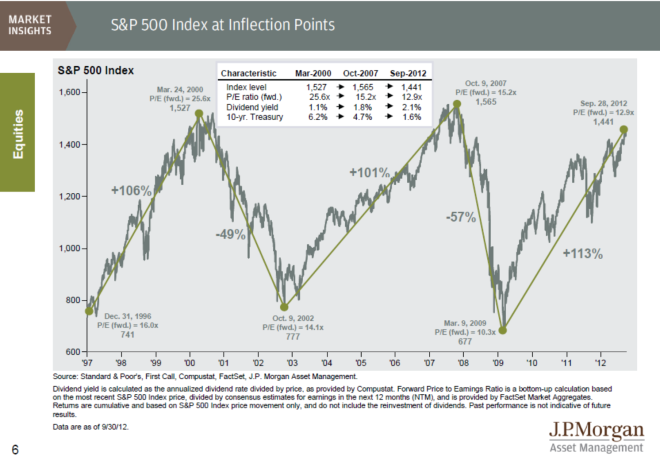 MARKET
INSIGHTS
S&P 500 Index at Inflection Points
Equities
S&P 500 Index
Characteristic Mar-2000 Oct-2007 Sep-2012
Index level 1,527 ➔ 1,565 ➔ 1,441
P/E ratio (fwd.) 25.6x ➔ 15.2x ➔ 12.9x
Dividend yield 1.1% ➔ 1.8% ➔ 2.1%
10-yr. Treasury 6.2% ➔ 4.7% ➔ 1.6%
Mar. 24, 2000
P/E (fwd.) = 25.6x
1,527
Oct. 9, 2007
P/E (fwd.) = 15.2x
1,565
Sep. 28, 2012
P/E (fwd.) = 12.9x
1,441
1,600
1,400
1,200
1,000
800
600
+106%
-49%
+101%
-57%
+113%
Dec. 31, 1996
P/E (fwd.) = 16.0x
741
Oct. 9, 2002
P/E (fwd.) = 14.1x
777
Mar. 9, 2009
P/E (fwd.) = 10.3x
677
'97 '98 '99 '00 '01 '02 '03 '04 '05 '06 '07 '08 '09 '10 '11 '12
Source: Standard & Poor's, First Call, Compustat, FactSet, J.P. Morgan Asset Management.
Dividend yield is calculated as the annualized dividend rate divided by price, as provided by Compustat. Forward Price to Earnings Ratio is a bottom-up calculation based
on the most recent S&P 500 Index price, divided by consensus estimates for earnings in the next 12 months (NTM), and is provided by FactSet Market Aggregates.
Returns are cumulative and based on S&P 500 Index price movement only, and do not include the reinvestment of dividends. Past performance is not indicative of future
results.
Data are as of 9/30/12.
6
J.P.Morgan
Asset Management